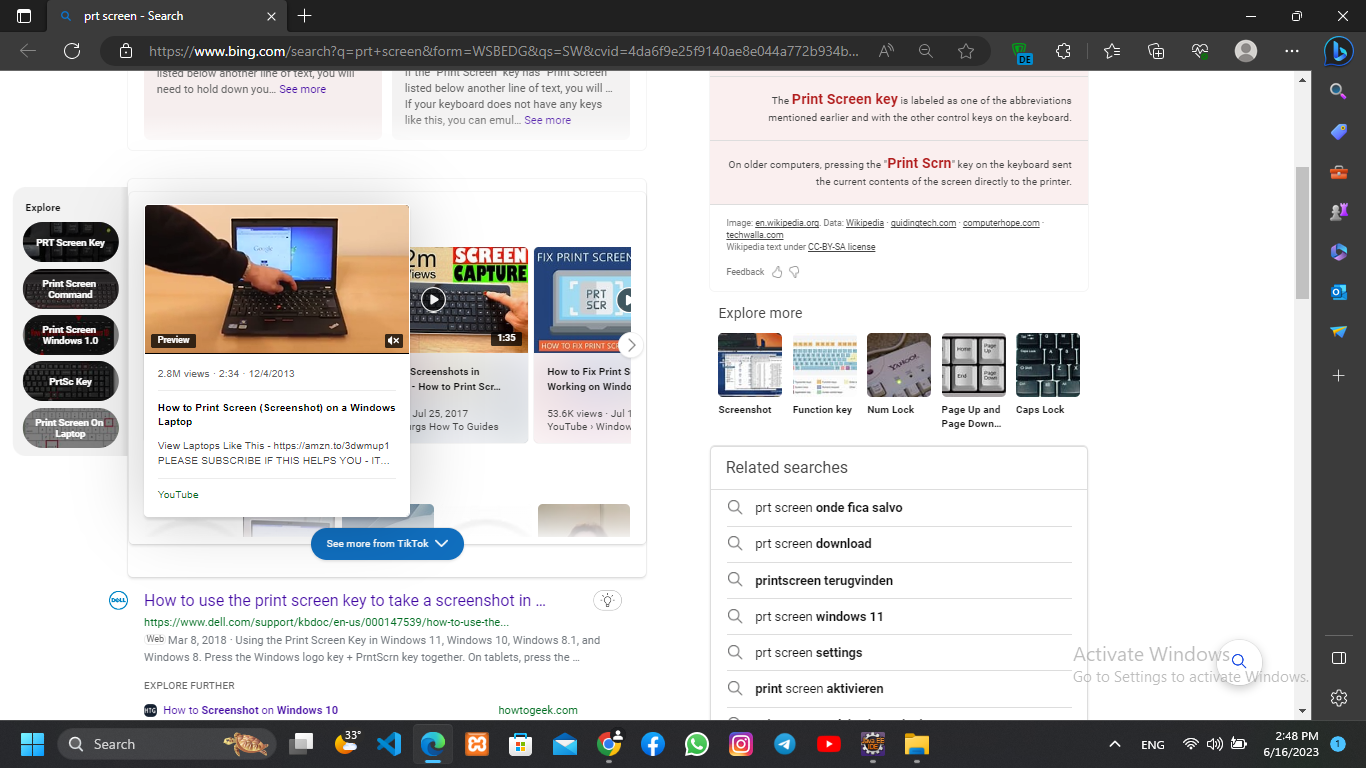 prt screen - Search
https://www.bing.com/search?q=prt+screen&form=WSBEDG&qs=SW&cvid=4da6f9e25f9140ae8e044a772b934b...
DE
listed below another line of text, you will
need to hold down you... See more
If the "Print Screen" key has "Print Screen"
listed below another line of text, you will ...
If your keyboard does not have any keys
like this, you can emul... See more
Explore
PRT Screen Key
Print Screen
Command
Print Screen
Windows 1.0
PrtSc Key
Print Screen On
Laptop
Preview
2.8M views · 2:34 · 12/4/2013
How to Print Screen (Screenshot) on a Windows
Laptop
View Laptops Like This - https://amzn.to/3dwmup1
PLEASE SUBSCRIBE IF THIS HELPS YOU - IT...
YouTube
2m
views
SCREEN
CAPTURE
1:35
Screenshots in
- How to Print Scr...
Jul 25, 2017
urgs How To Guides
FIX PRINT SCREEN
PRT
SCR
HOW TO FIX PRINT SC
How to Fix Print S
Working on Windo
53.6K views · Jul 1
YouTube › Window
See more from TikTok
DELL
How to use the print screen key to take a screenshot in ...
https://www.dell.com/support/kbdoc/en-us/000147539/how-to-use-the...
Web Mar 8, 2018 · Using the Print Screen Key in Windows 11, Windows 10, Windows 8.1, and
Windows 8. Press the Windows logo key + PrntScrn key together. On tablets, press the ...
EXPLORE FURTHER
HTG
How to Screenshot on Windows 10
howtogeek.com
The Print Screen key is labeled as one of the abbreviations
mentioned earlier and with the other control keys on the keyboard.
On older computers, pressing the "Print Scrn" key on the keyboard sent
the current contents of the screen directly to the printer.
Image: en.wikipedia.org. Data: Wikipedia · guidingtech.com · computerhope.com ·
techwalla.com
Wikipedia text under CC-BY-SA license
Feedback
Explore more
Home
Page Up
End
Page Down
Screenshot
Function key
Num Lock
Page Up and
Page Down...
Caps Lock
Related searches
prt screen onde fica salvo
prt screen download
printscreen terugvinden
prt screen windows 11
prt screen settings
print screen aktivieren
Activate Windows
Go to Settings to activate Windows.
Search
33°
ENG
2:48 PM
6/16/2023
1